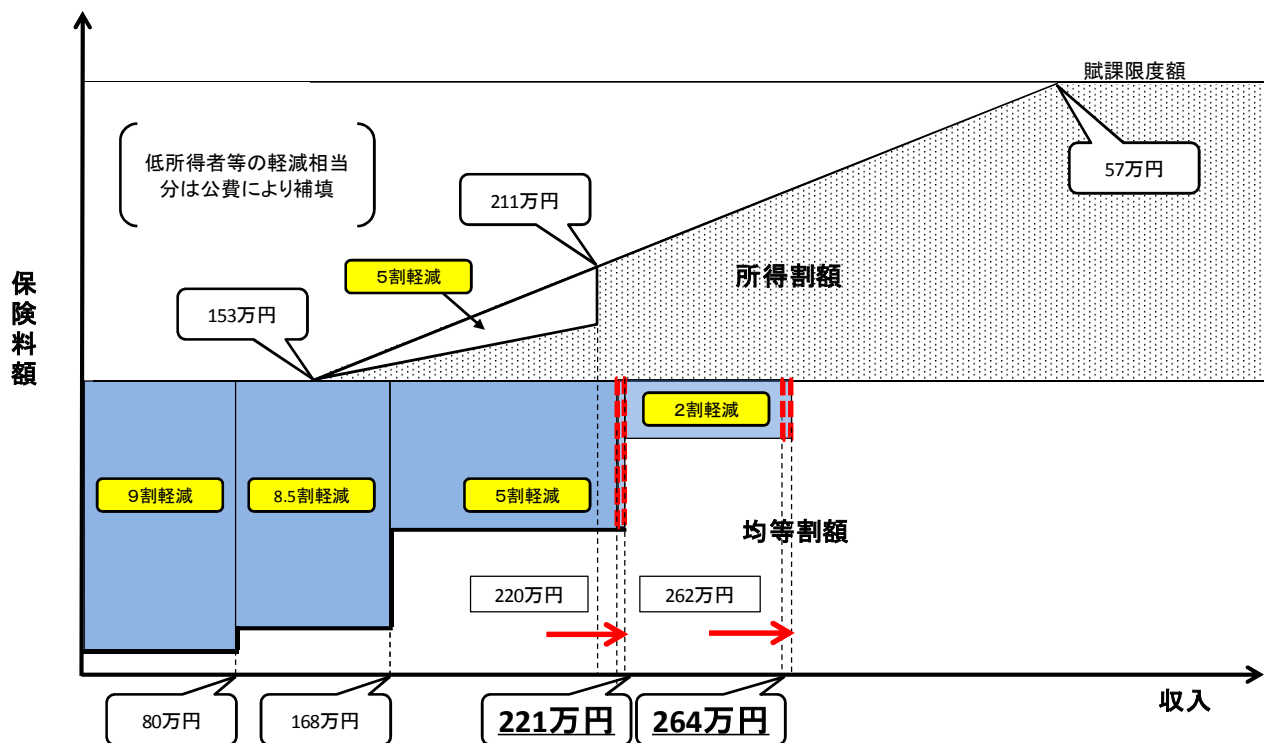 賦課限度額
低所得者等の軽減相当
分は公費により補填
57万円
211万円
5割軽減
所得割額
153万円
保険料額
2割軽減
9割軽減
8.5割軽減
5割軽減
均等割額
220万円
262万円
収入
80万円
168万円
221万円
264万円